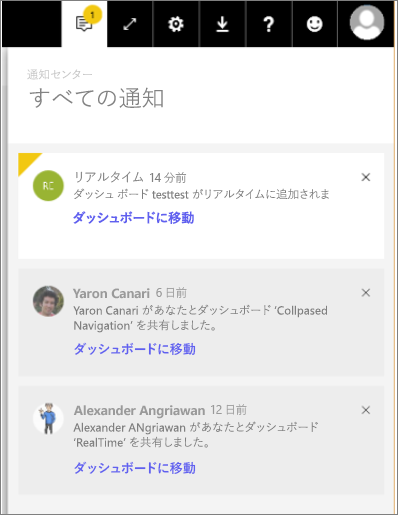 1
?
通知センター
すべての通知
RC
リアルタイム 14 分前
ダッシュ ボード testtest がリアルタイムに追加されま
ダッシュボードに移動
Yaron Canari 6 日前
Yaron Canari があなたとダッシュボード 'Collpased
Navigation' を共有しました。
ダッシュボードに移動
Alexander Angriawan 12 日前
Alexander ANgriawan があなたとダッシュボード
'RealTime' を共有しました。
ダッシュボードに移動